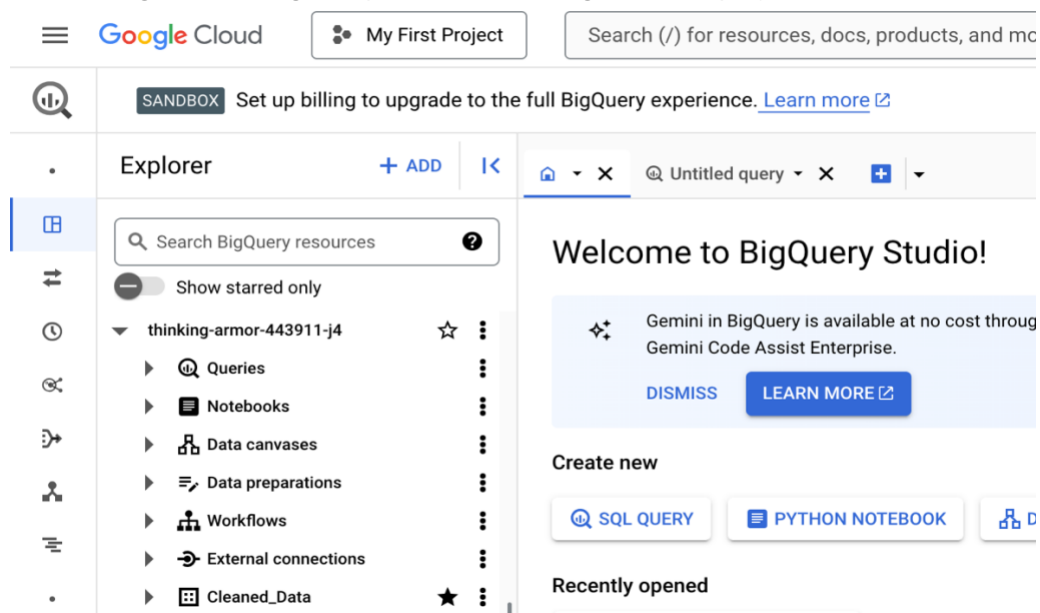 Google Cloud
My First Project
Search (/) for resources, docs, products, and mo
SANDBOX Set up billing to upgrade to the full BigQuery experience. Learn more
Explorer
+ ADD
Untitled query
Search BigQuery resources
Show starred only
thinking-armor-443911-j4
Queries
Notebooks
Data canvases
Data preparations
Workflows
External connections
Cleaned_Data
Welcome to BigQuery Studio!
Gemini in BigQuery is available at no cost throug
Gemini Code Assist Enterprise.
DISMISS
LEARN MORE
Create new
SQL QUERY
PYTHON NOTEBOOK
D
Recently opened